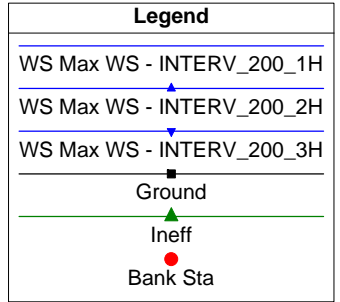 Legend
WS Max WS - INTERV_200_1H
WS Max WS - INTERV_200_2H
WS Max WS - INTERV_200_3H
Ground
Ineff
Bank Sta